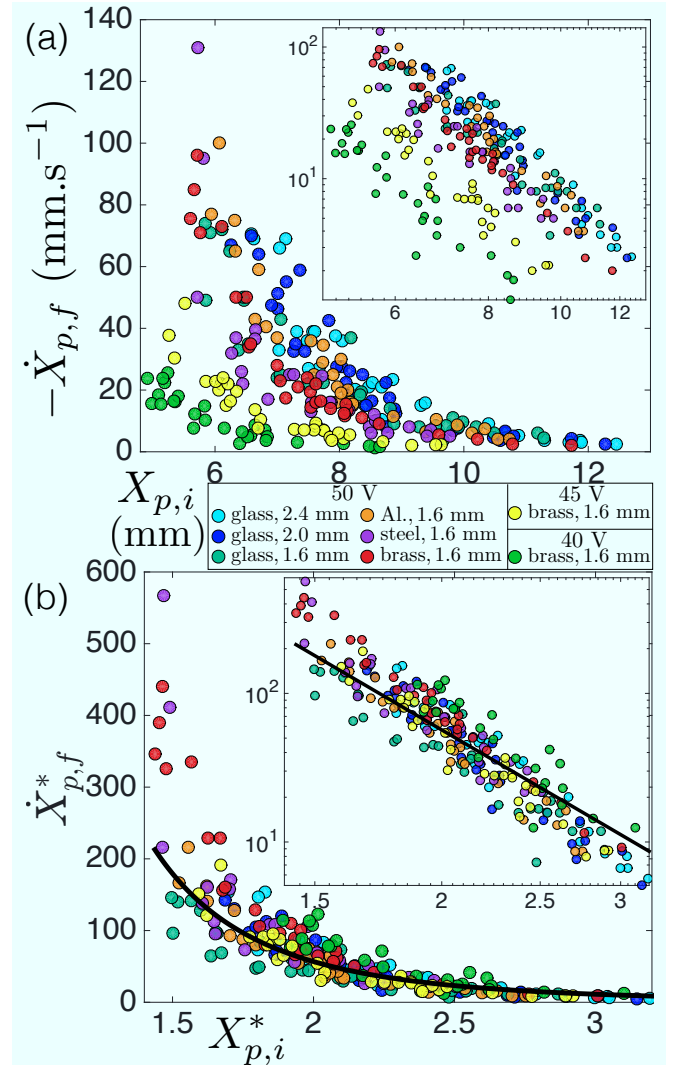 (a)
140
120
100
80
60
40
20
0
−Ẋ_{p,f} (mm.s^{−1})
10^2
10^1
6 8 10 12
6 8 10 12
X_{p,i}
(mm)
50 V
glass, 2.4 mm
glass, 2.0 mm
glass, 1.6 mm
Al., 1.6 mm
steel, 1.6 mm
brass, 1.6 mm
45 V
brass, 1.6 mm
40 V
brass, 1.6 mm
(b)
600
500
400
300
200
100
0
Ẋ*_{p,f}
10^2
10^1
1.5 2 2.5 3
1.5 2 2.5 3
X*_{p,i}